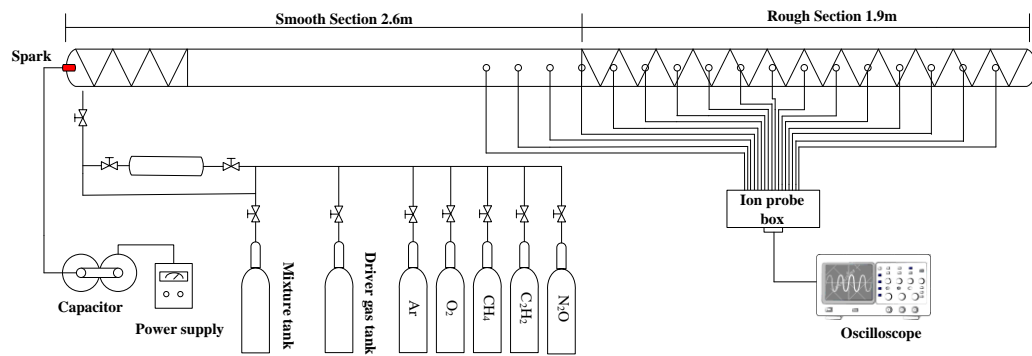 Smooth Section 2.6m
Rough Section 1.9m
Spark
Ion probe
box
Capacitor
Power supply
Mixture tank
Driver gas tank
Ar
O2
CH4
C2H2
N2O
Oscilloscope